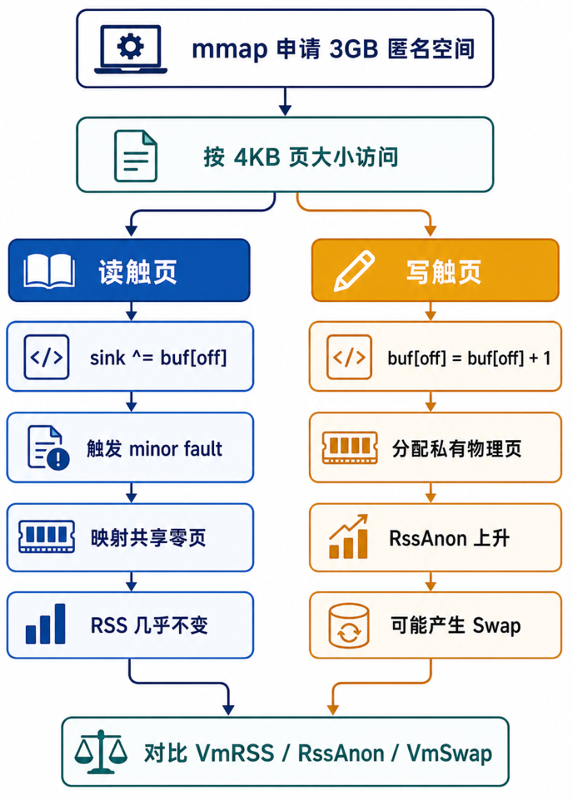 mmap 申请 3GB 匿名空间
按 4KB 页大小访问
读触页
写触页
</> sink ^= buf[off]
</> buf[off] = buf[off] + 1
触发 minor fault
分配私有物理页
映射共享零页
RssAnon 上升
RSS 几乎不变
可能产生 Swap
对比 VmRSS / RssAnon / VmSwap